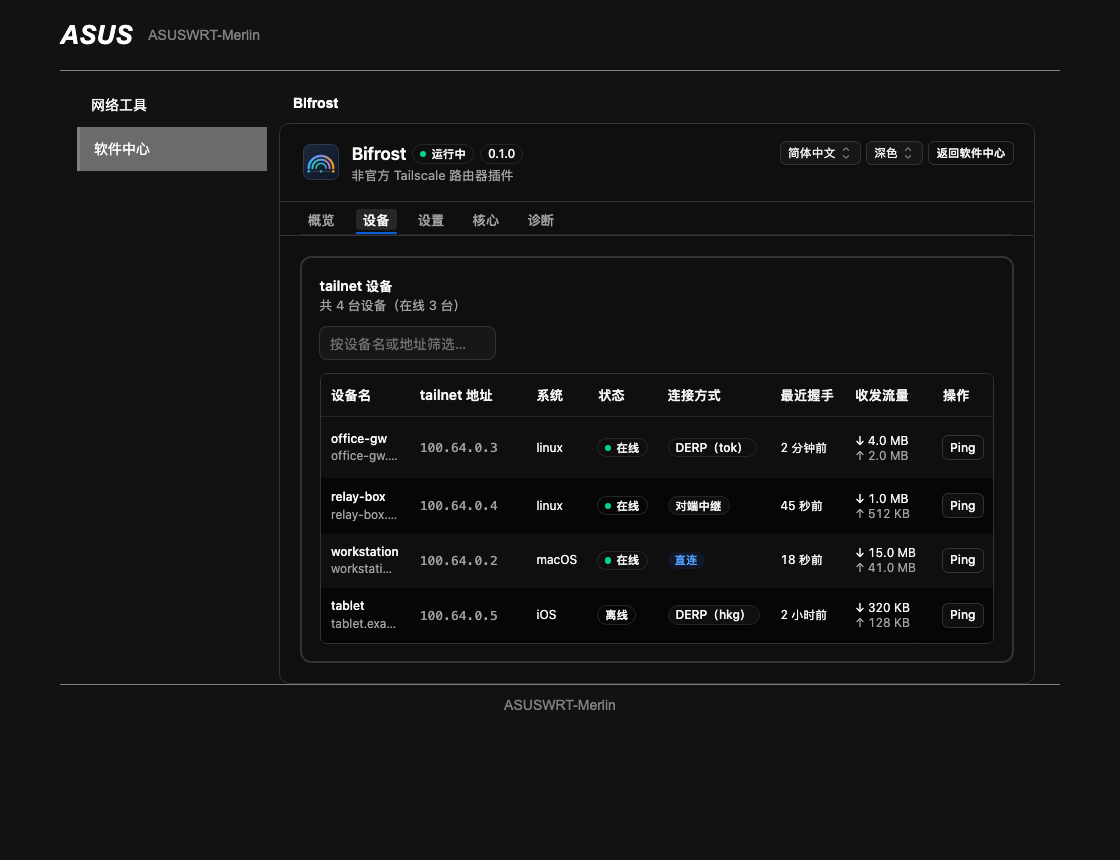 ASUS ASUSWRT-Merlin
网络工具
软件中心
Bifrost
Bifrost 运行中 0.1.0
非官方 Tailscale 路由器插件
简体中文 深色 返回软件中心
概览 设备 设置 核心 诊断
tailnet 设备
共 4 台设备（在线 3 台）
按设备名或地址筛选...
设备名 tailnet 地址 系统 状态 连接方式 最近握手 收发流量 操作
office-gw
office-gw....
100.64.0.3 linux 在线 DERP（tok） 2 分钟前
↓ 4.0 MB
↑ 2.0 MB
Ping
relay-box
relay-box....
100.64.0.4 linux 在线 对端中继 45 秒前
↓ 1.0 MB
↑ 512 KB
Ping
workstation
workstati...
100.64.0.2 macOS 在线 直连 18 秒前
↓ 15.0 MB
↑ 41.0 MB
Ping
tablet
tablet.exa...
100.64.0.5 iOS 离线 DERP（hkg） 2 小时前
↓ 320 KB
↑ 128 KB
Ping
ASUSWRT-Merlin